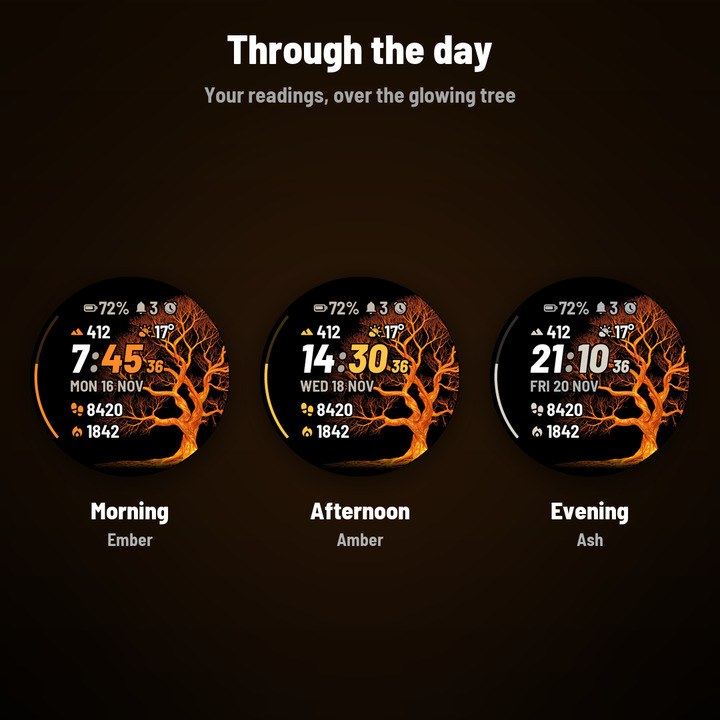 Through the day
Your readings, over the glowing tree
72% 3
412 17°
7:45 36
MON 16 NOV
8420
1842
72% 3
412 17°
14:30 36
WED 18 NOV
8420
1842
72% 3
412 17°
21:10 36
FRI 20 NOV
8420
1842
Morning
Ember
Afternoon
Amber
Evening
Ash